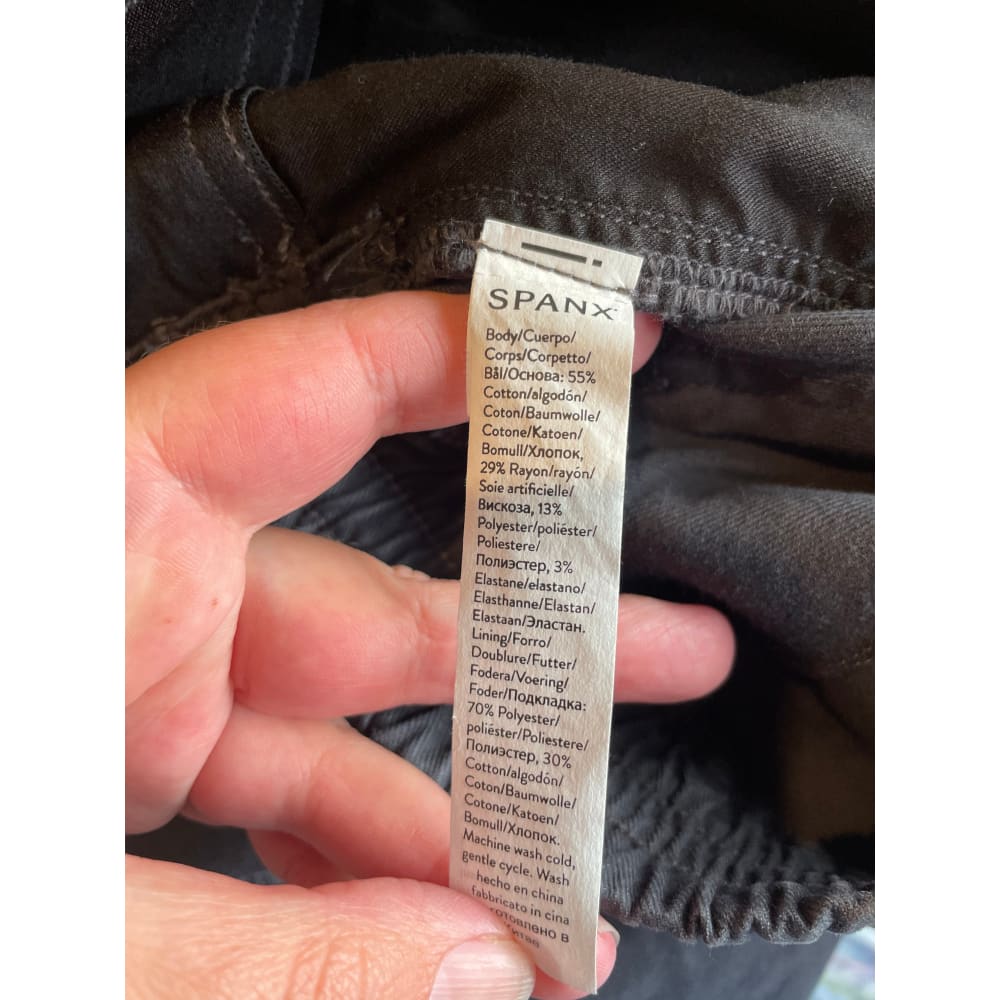 SPANX
Body/Cuerpo/
Corps/Corpetto/
Bål/Основа: 55%
Cotton/algodón/
Coton/Baumwolle/
Cotone/Katoen/
Bomull/Хлопок,
29% Rayon/rayón/
Soie artificielle/
Вискоза, 13%
Polyester/poliéster/
Poliestere/
Полиэстер, 3%
Elastane/elastano/
Elasthanne/Elastan/
Elastaan/Эластан.
Lining/Forro/
Doublure/Futter/
Fodera/Voering/
Foder/Подкладка:
70% Polyester/
poliéster/Poliestere/
Полиэстер, 30%
Cotton/algodón/
Coton/Baumwolle/
Cotone/Katoen/
Bomull/Хлопок.
Machine wash cold,
gentle cycle. Wash
hecho en china
fabbricato in cina
в